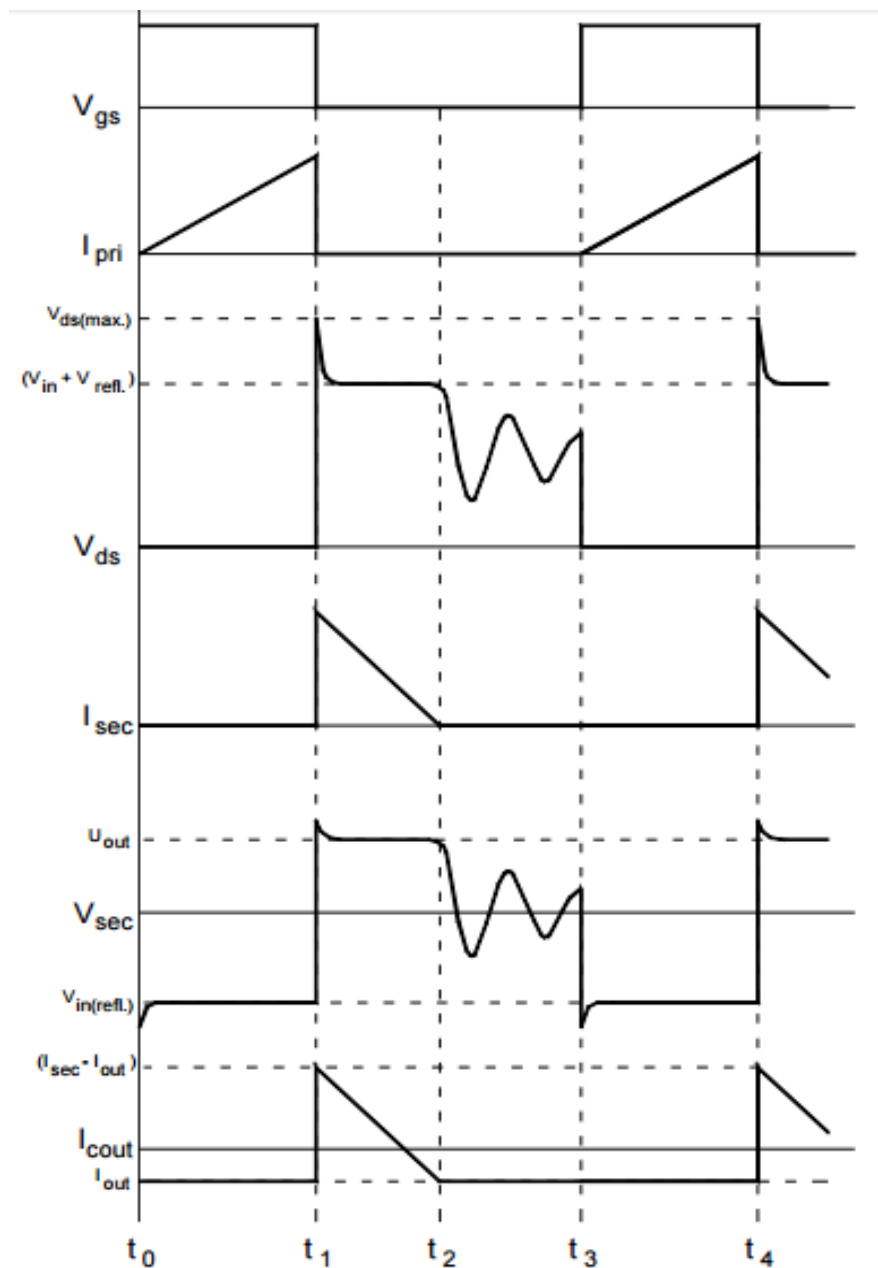 Vgs
Ipri
Vds(max.)
(Vin + Vrefl.)
Vds
Isec
Uout
Vsec
Vin(refl.)
(Isec - Iout)
Icout
Iout
t0 t1 t2 t3 t4